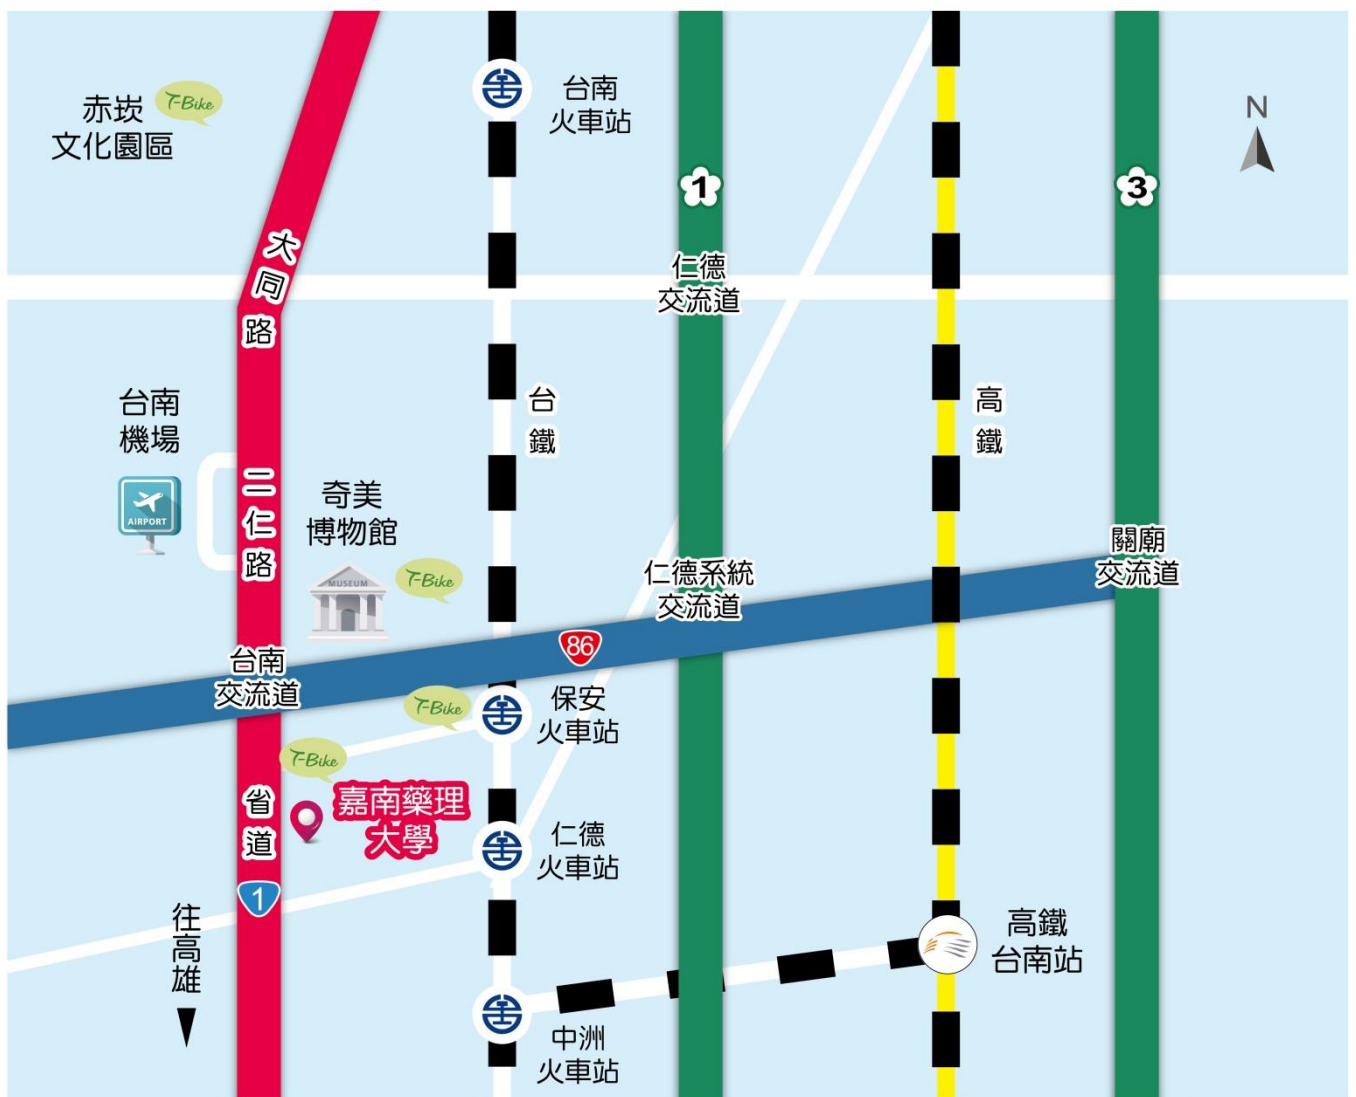 赤崁
文化園區
T-Bike
台南
火車站
N
1
3
大同路
仁德
交流道
台鐵
高鐵
台南
機場
AIRPORT
二仁路
奇美
博物館
MUSEUM
T-Bike
仁德系統
交流道
關廟
交流道
86
台南
交流道
T-Bike
保安
火車站
T-Bike
嘉南藥理
大學
省道
1
仁德
火車站
往高雄
高鐵
台南站
中洲
火車站